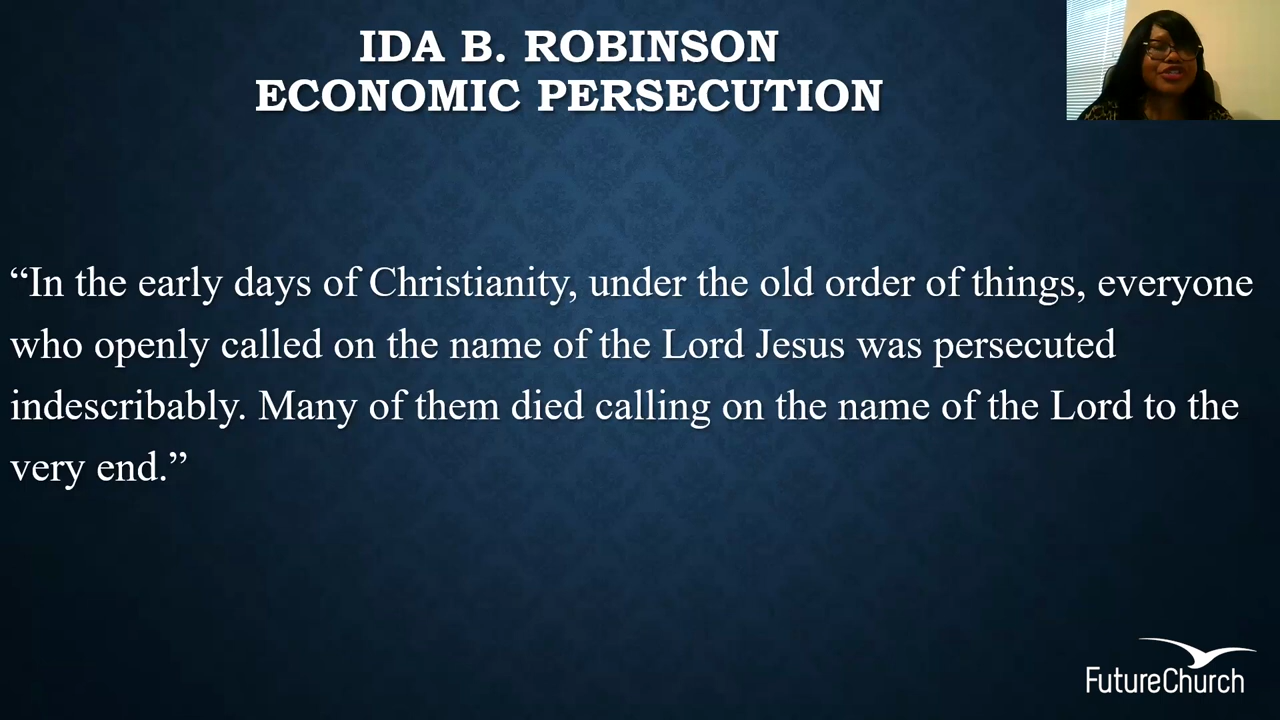 IDA B. ROBINSON
ECONOMIC PERSECUTION
“In the early days of Christianity, under the old order of things, everyone
who openly called on the name of the Lord Jesus was persecuted
indescribably. Many of them died calling on the name of the Lord to the
very end.”
FutureChurch